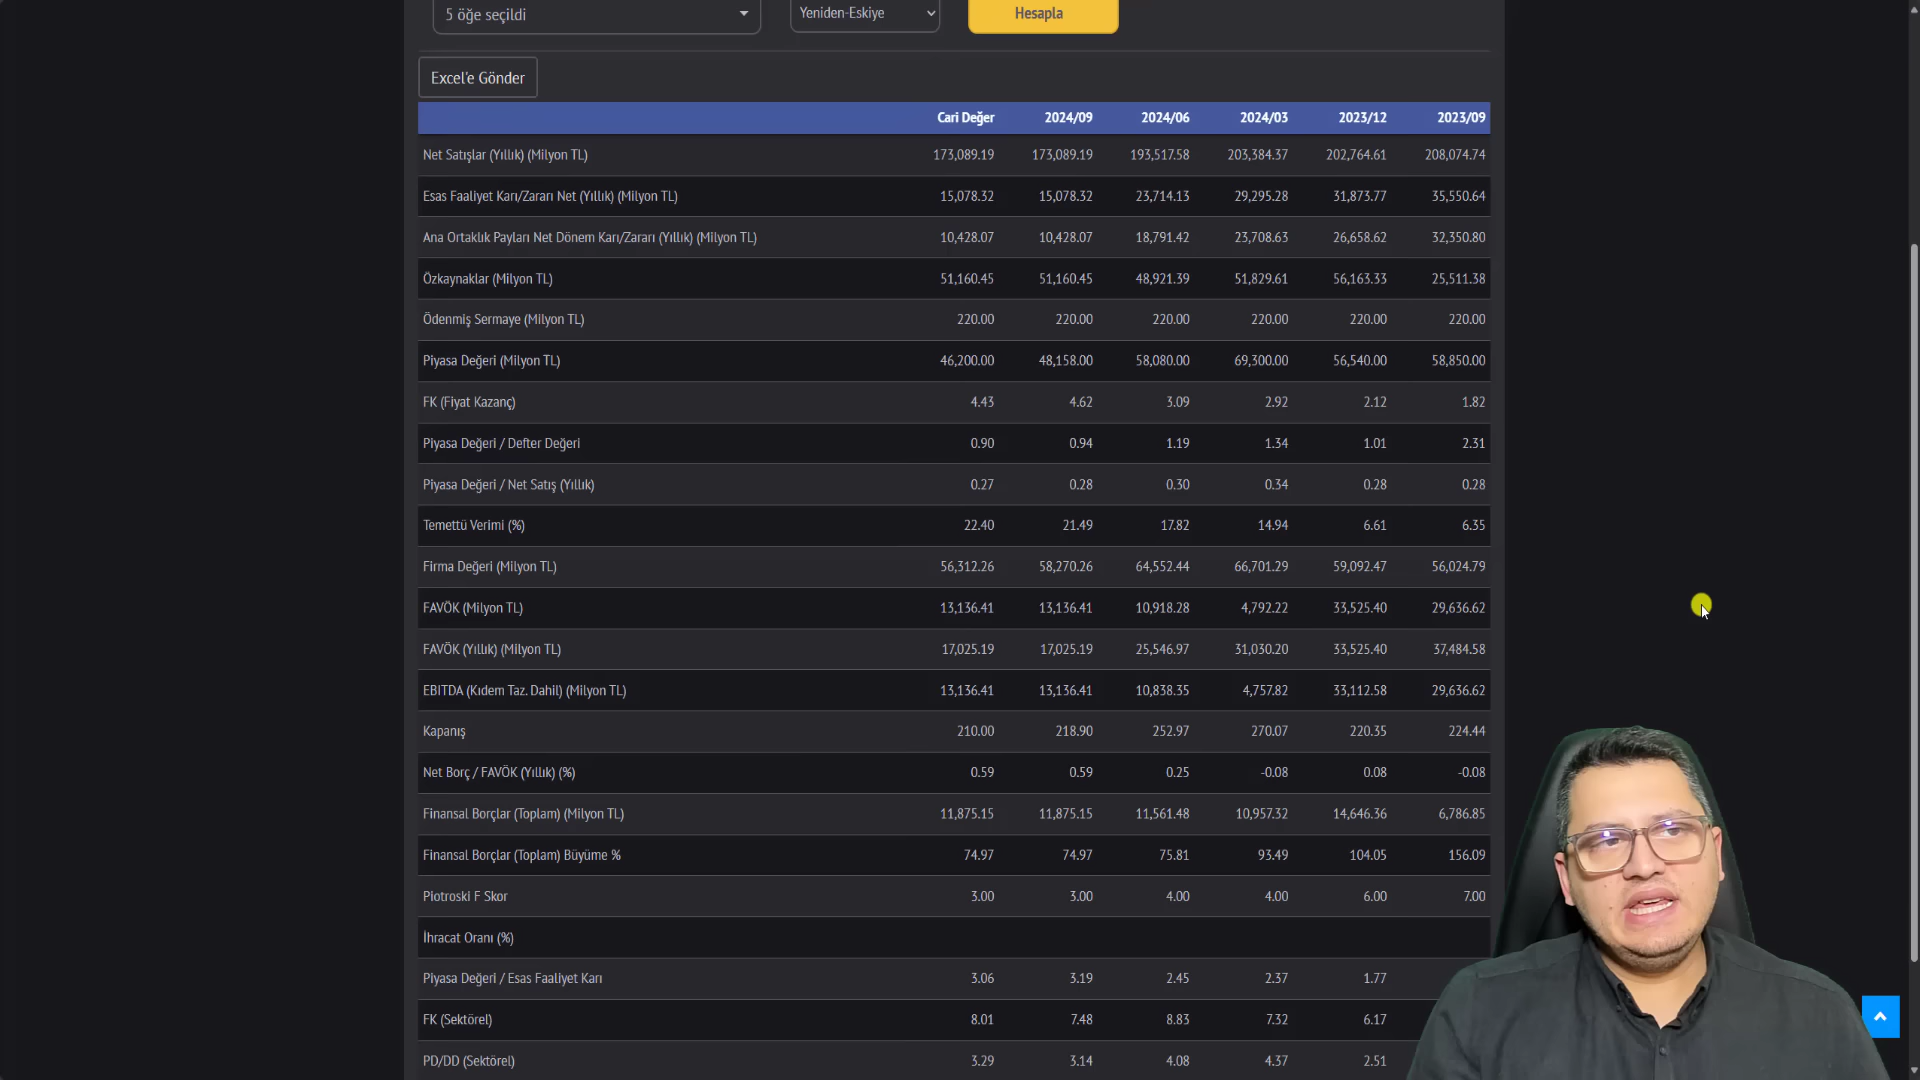 5 öğe seçildi Yeniden-Eskiye Hesapla
Excel'e Gönder
Cari Değer 2024/09 2024/06 2024/03 2023/12 2023/09
Net Satışlar (Yıllık) (Milyon TL) 173,089.19 173,089.19 193,517.58 203,384.37 202,764.61 208,074.74
Esas Faaliyet Karı/Zararı Net (Yıllık) (Milyon TL) 15,078.32 15,078.32 23,714.13 29,295.28 31,873.77 35,550.64
Ana Ortaklık Payları Net Dönem Karı/Zararı (Yıllık) (Milyon TL) 10,428.07 10,428.07 18,791.42 23,708.63 26,658.62 32,350.80
Özkaynaklar (Milyon TL) 51,160.45 51,160.45 48,921.39 51,829.61 56,163.33 25,511.38
Ödenmiş Sermaye (Milyon TL) 220.00 220.00 220.00 220.00 220.00 220.00
Piyasa Değeri (Milyon TL) 46,200.00 48,158.00 58,080.00 69,300.00 56,540.00 58,850.00
FK (Fiyat Kazanç) 4.43 4.62 3.09 2.92 2.12 1.82
Piyasa Değeri / Defter Değeri 0.90 0.94 1.19 1.34 1.01 2.31
Piyasa Değeri / Net Satış (Yıllık) 0.27 0.28 0.30 0.34 0.28 0.28
Temettü Verimi (%) 22.40 21.49 17.82 14.94 6.61 6.35
Firma Değeri (Milyon TL) 56,312.26 58,270.26 64,552.44 66,701.29 59,092.47 56,024.79
FAVÖK (Milyon TL) 13,136.41 13,136.41 10,918.28 4,792.22 33,525.40 29,636.62
FAVÖK (Yıllık) (Milyon TL) 17,025.19 17,025.19 25,546.97 31,030.20 33,525.40 37,484.58
EBITDA (Kıdem Taz. Dahil) (Milyon TL) 13,136.41 13,136.41 10,838.35 4,757.82 33,112.58 29,636.62
Kapanış 210.00 218.90 252.97 270.07 220.35 224.44
Net Borç / FAVÖK (Yıllık) (%) 0.59 0.59 0.25 -0.08 0.08 -0.08
Finansal Borçlar (Toplam) (Milyon TL) 11,875.15 11,875.15 11,561.48 10,957.32 14,646.36 6,786.85
Finansal Borçlar (Toplam) Büyüme % 74.97 74.97 75.81 93.49 104.05 156.09
Piotroski F Skor 3.00 3.00 4.00 4.00 6.00 7.00
İhracat Oranı (%)
Piyasa Değeri / Esas Faaliyet Karı 3.06 3.19 2.45 2.37 1.77
FK (Sektörel) 8.01 7.48 8.83 7.32 6.17
PD/DD (Sektörel) 3.29 3.14 4.08 4.37 2.51